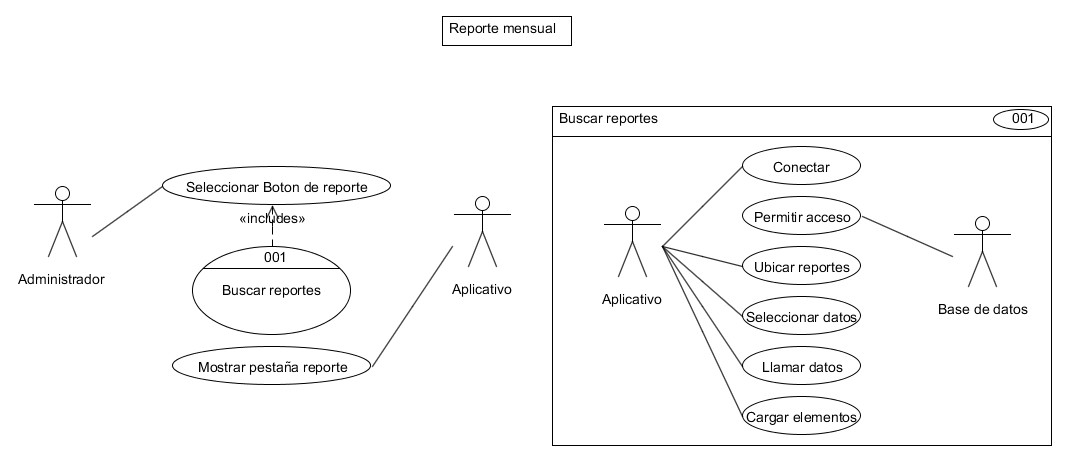 Reporte mensual
Seleccionar Boton de reporte
«includes»
001
Buscar reportes
Mostrar pestaña reporte
Administrador
Aplicativo
Buscar reportes
001
Conectar
Permitir acceso
Ubicar reportes
Seleccionar datos
Llamar datos
Cargar elementos
Aplicativo
Base de datos